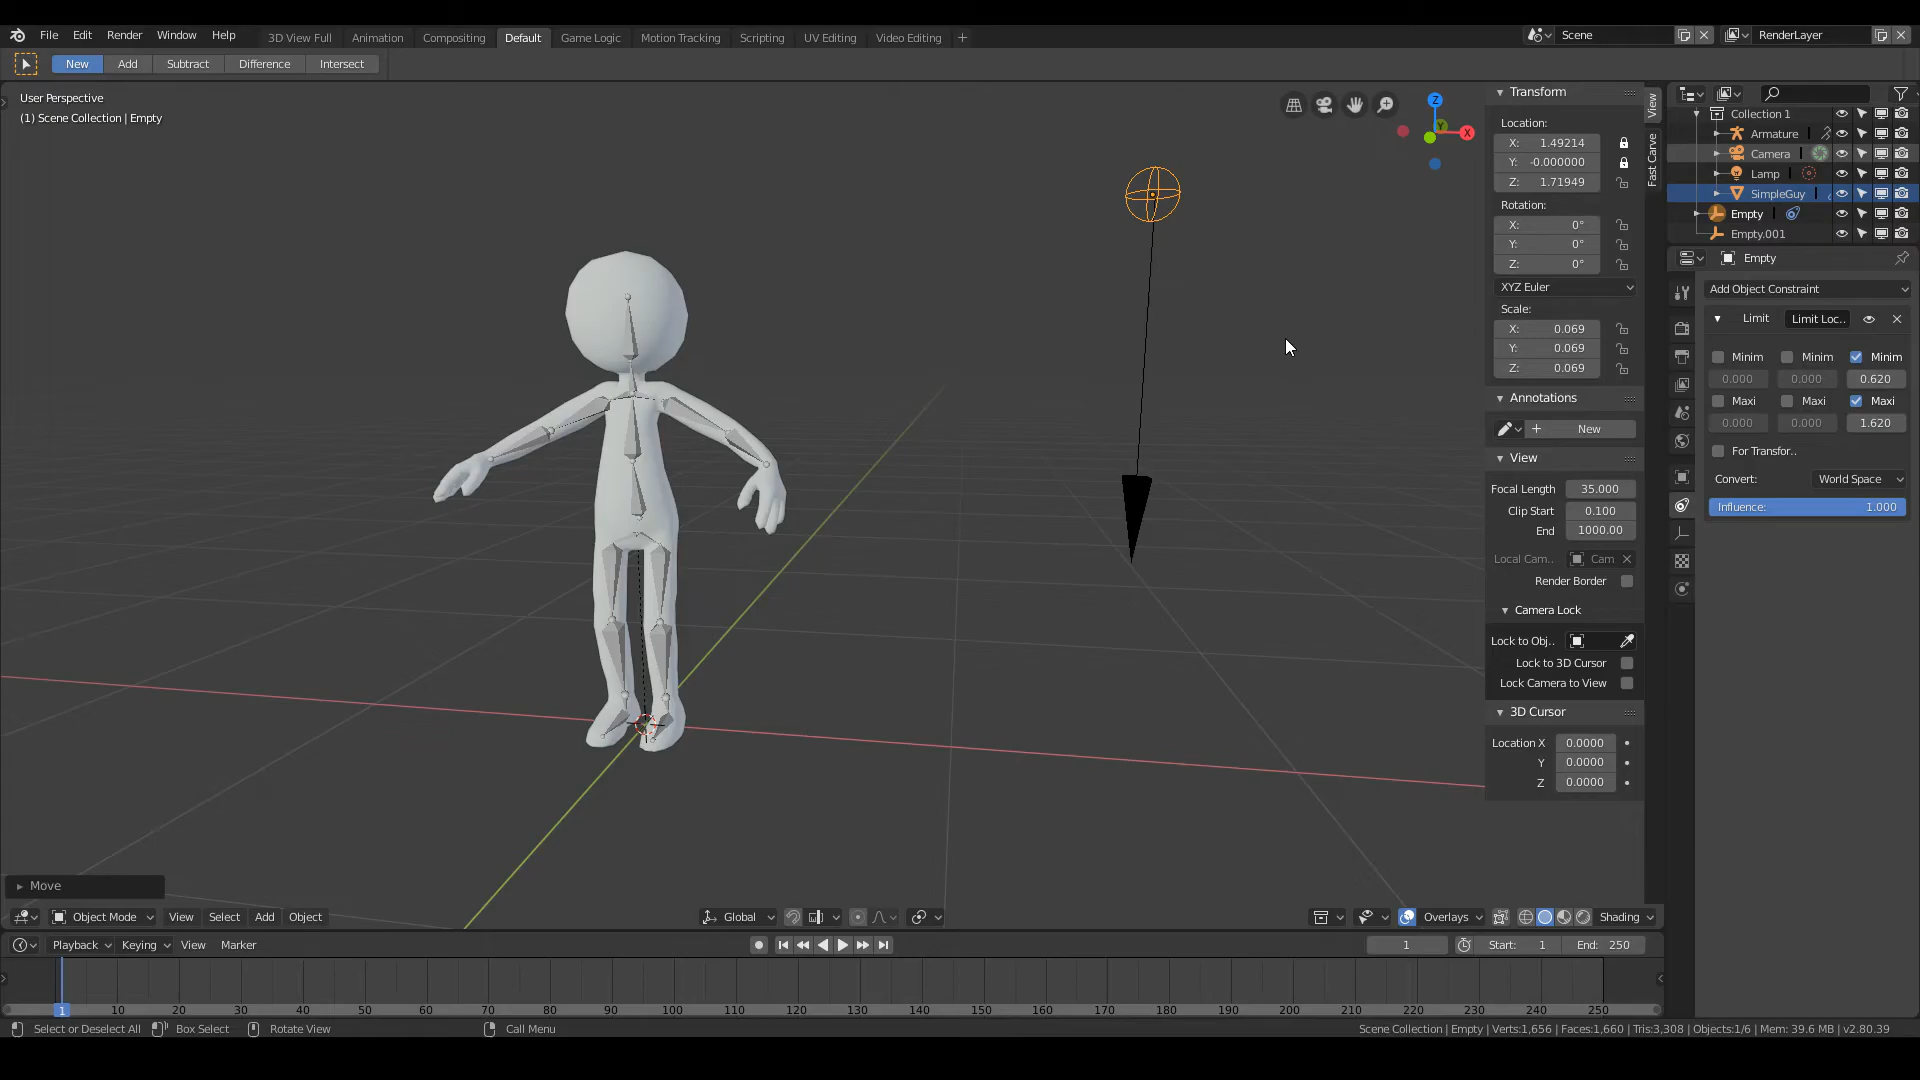 File Edit Render Window Help 3D View Full Animation Compositing Default Game Logic Motion Tracking Scripting UV Editing Video Editing + Scene RenderLayer
New Add Subtract Difference Intersect
User Perspective
(1) Scene Collection | Empty
Z
Y
X
Transform
Location:
X: 1.49214
Y: -0.000000
Z: 1.71949
Rotation:
X: 0°
Y: 0°
Z: 0°
XYZ Euler
Scale:
X: 0.069
Y: 0.069
Z: 0.069
Annotations
+ New
View
Focal Length 35.000
Clip Start 0.100
End 1000.00
Local Cam.. Cam
Render Border
Camera Lock
Lock to Obj..
Lock to 3D Cursor
Lock Camera to View
3D Cursor
Location X 0.0000
Y 0.0000
Z 0.0000
View
Fast Carve
Collection 1
Armature
Camera
Lamp
SimpleGuy
Empty
Empty.001
Empty
Add Object Constraint
Limit Limit Loc..
Minim Minim Minim
0.000 0.000 0.620
Maxi Maxi Maxi
0.000 0.000 1.620
For Transfor..
Convert: World Space
Influence: 1.000
Move
Object Mode View Select Add Object Global Overlays Shading
Playback Keying View Marker 1 Start: 1 End: 250
1 10 20 30 40 50 60 70 80 90 100 110 120 130 140 150 160 170 180 190 200 210 220 230 240 250
Select or Deselect All Box Select Rotate View Call Menu Scene Collection | Empty | Verts:1,656 | Faces:1,660 | Tris:3,308 | Objects:1/6 | Mem: 39.6 MB | v2.80.39